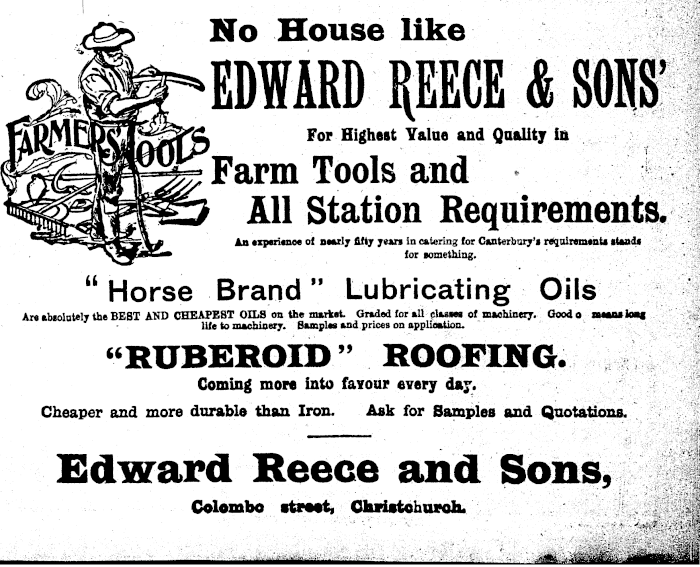 No House like
EDWARD REECE & SONS'
FARMERS' TOOLS
For Highest Value and Quality in
Farm Tools and
All Station Requirements.
An experience of nearly fifty years in catering for Canterbury's requirements stands
for something.
"Horse Brand" Lubricating Oils
Are absolutely the BEST AND CHEAPEST OILS on the market. Graded for all classes of machinery. Good o means long
life to machinery. Samples and prices on application.
"RUBEROID" ROOFING.
Coming more into favour every day.
Cheaper and more durable than Iron. Ask for Samples and Quotations.
Edward Reece and Sons,
Colombo street, Christchurch.